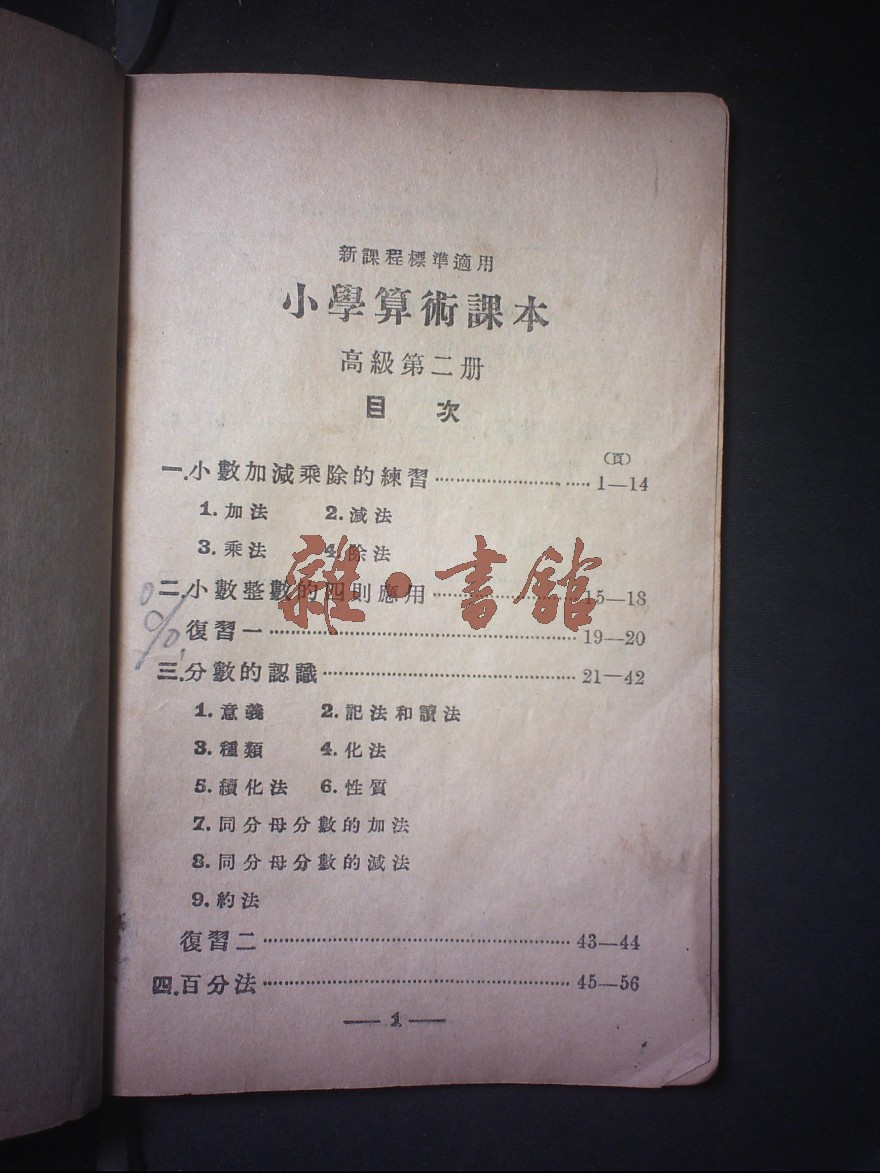 新課程標準適用
小學算術課本
高級第二册
目 次
(頁)
一.小數加減乘除的練習 …… 1—14
1.加法 2.減法
3.乘法 4.除法
二.小數整數的四則應用 …… 15—18
復習一 …… 19—20
三.分數的認識 …… 21—42
1.意義 2.記法和讀法
3.種類 4.化法
5.續化法 6.性質
7.同分母分數的加法
8.同分母分數的減法
9.約法
復習二 …… 43—44
四.百分法 …… 45—56
— 1 —
雜·書館